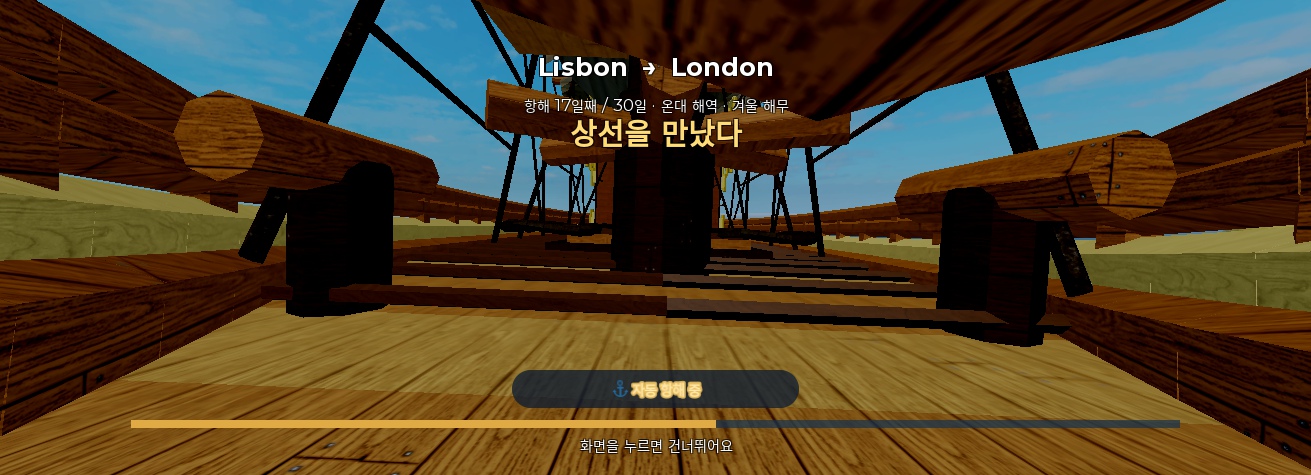 Lisbon → London
항해 17일째 / 30일 · 온대 해역 · 겨울 해무
상선을 만났다
⚓ 자동 항해 중
화면을 누르면 건너뛰어요